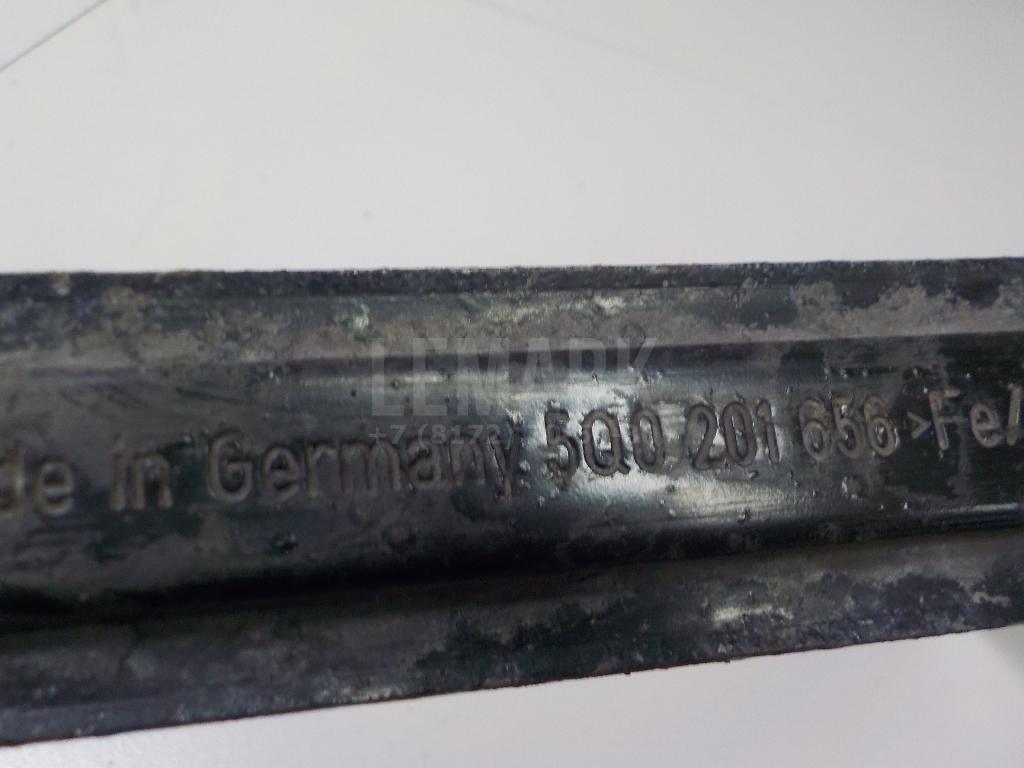 LEMARK
+7 (8172)
de in Germany 5Q0 201 656 >Fe/